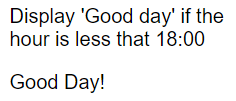 Display 'Good day' if the
hour is less that 18:00
Good Day!